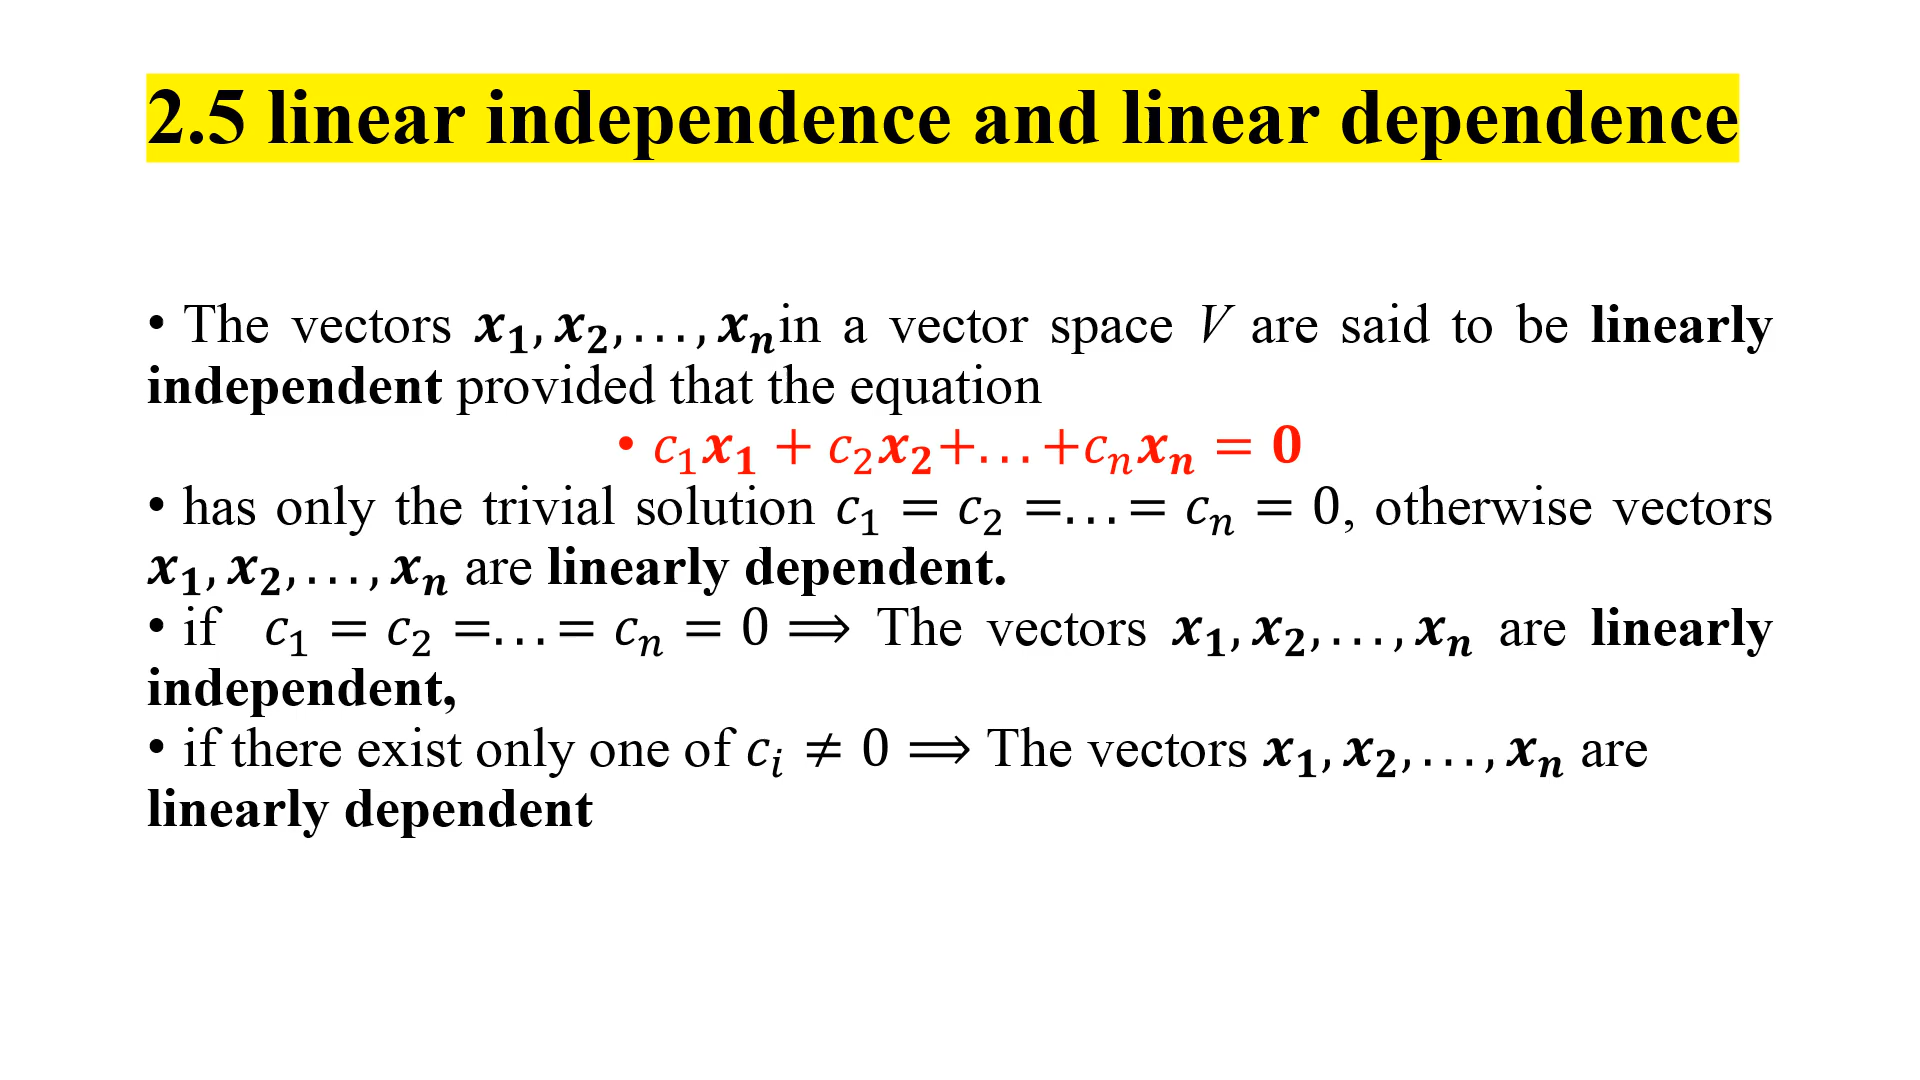 2.5 linear independence and linear dependence
• The vectors 𝒙₁, 𝒙₂, . . . , 𝒙ₙin a vector space V are said to be linearly
independent provided that the equation
• c₁𝒙₁ + c₂𝒙₂+. . . +cₙ𝒙ₙ = 𝟎
• has only the trivial solution c₁ = c₂ =. . . = cₙ = 0, otherwise vectors
𝒙₁, 𝒙₂, . . . , 𝒙ₙ are linearly dependent.
• if c₁ = c₂ =. . . = cₙ = 0 ⟹ The vectors 𝒙₁, 𝒙₂, . . . , 𝒙ₙ are linearly
independent,
• if there exist only one of cᵢ ≠ 0 ⟹ The vectors 𝒙₁, 𝒙₂, . . . , 𝒙ₙ are
linearly dependent